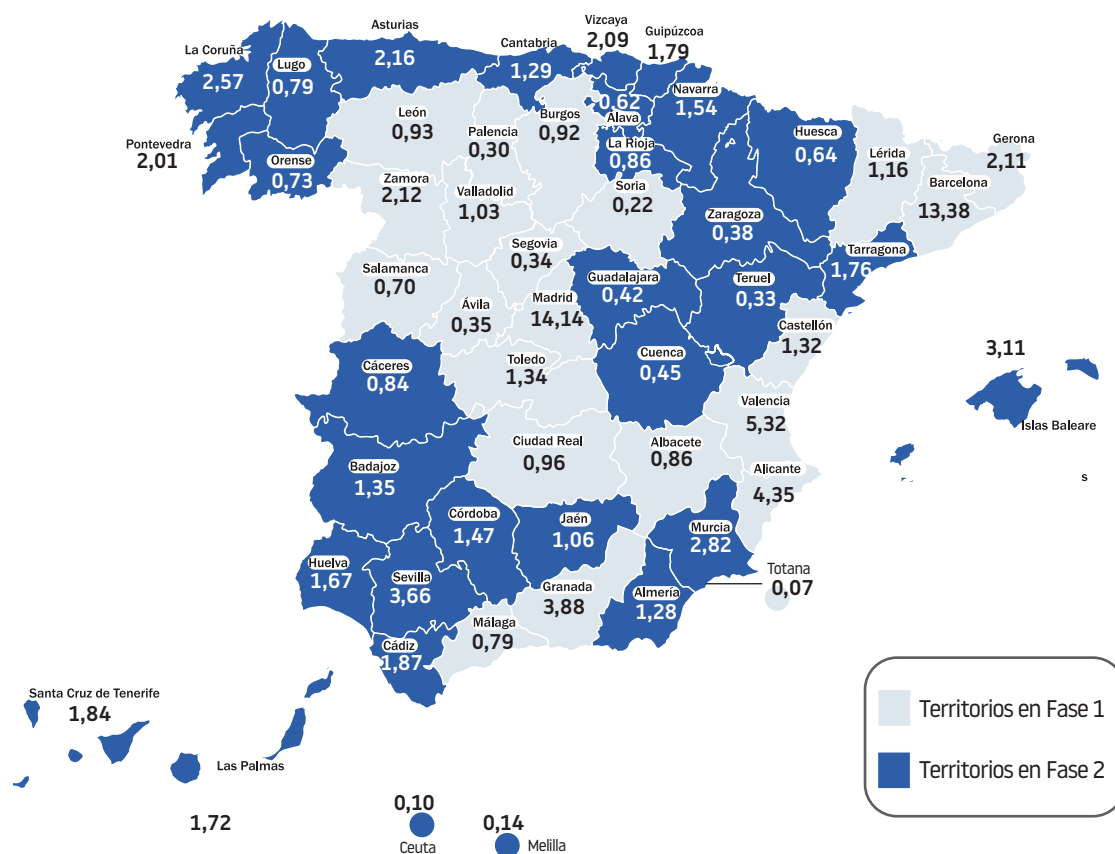 Asturias
2,16
Vizcaya
2,09
Guipúzcoa
1,79
Cantabria
1,29
La Coruña
2,57
Lugo
0,79
Navarra
1,54
León
0,93
Palencia
0,30
Burgos
0,92
0,62
Álava
La Rioja
0,86
Huesca
0,64
Lérida
1,16
Gerona
2,11
Barcelona
13,38
Pontevedra
2,01
Orense
0,73
Zamora
2,12
Valladolid
1,03
Soria
0,22
Zaragoza
0,38
Tarragona
1,76
Segovia
0,34
Salamanca
0,70
Ávila
0,35
Madrid
14,14
Guadalajara
0,42
Teruel
0,33
Castellón
1,32
Cáceres
0,84
Toledo
1,34
Cuenca
0,45
3,11
Islas Baleare
s
Valencia
5,32
Ciudad Real
0,96
Albacete
0,86
Alicante
4,35
Badajoz
1,35
Córdoba
1,47
Jaén
1,06
Murcia
2,82
Huelva
1,67
Sevilla
3,66
Granada
3,88
Almería
1,28
Totana
0,07
Málaga
0,79
Cádiz
1,87
Santa Cruz de Tenerife
1,84
Las Palmas
1,72
0,10
Ceuta
0,14
Melilla
Territorios en Fase 1
Territorios en Fase 2